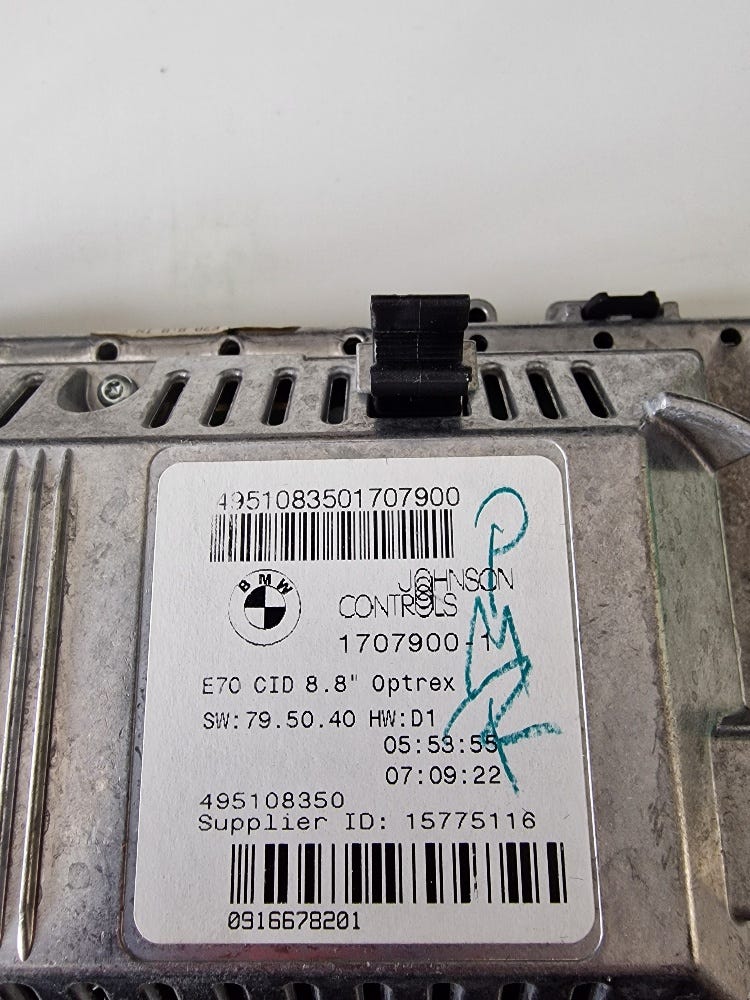 4951083501707900
BMW
JOHNSON
CONTROLS
1707900-1
E70 CID 8.8" Optrex
SW:79.50.40 HW:D1
05:53:55
07:09:22
495108350
Supplier ID: 15775116
0916678201